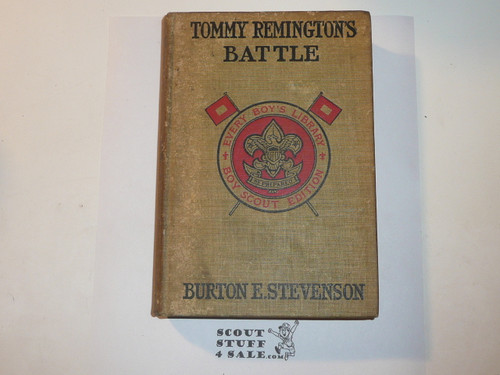 TOMMY REMINGTON'S
BATTLE
EVERY BOY'S LIBRARY
BE PREPARED
BOY SCOUT EDITION
BURTON E. STEVENSON
SCOUT
STUFF
4 SALE.com